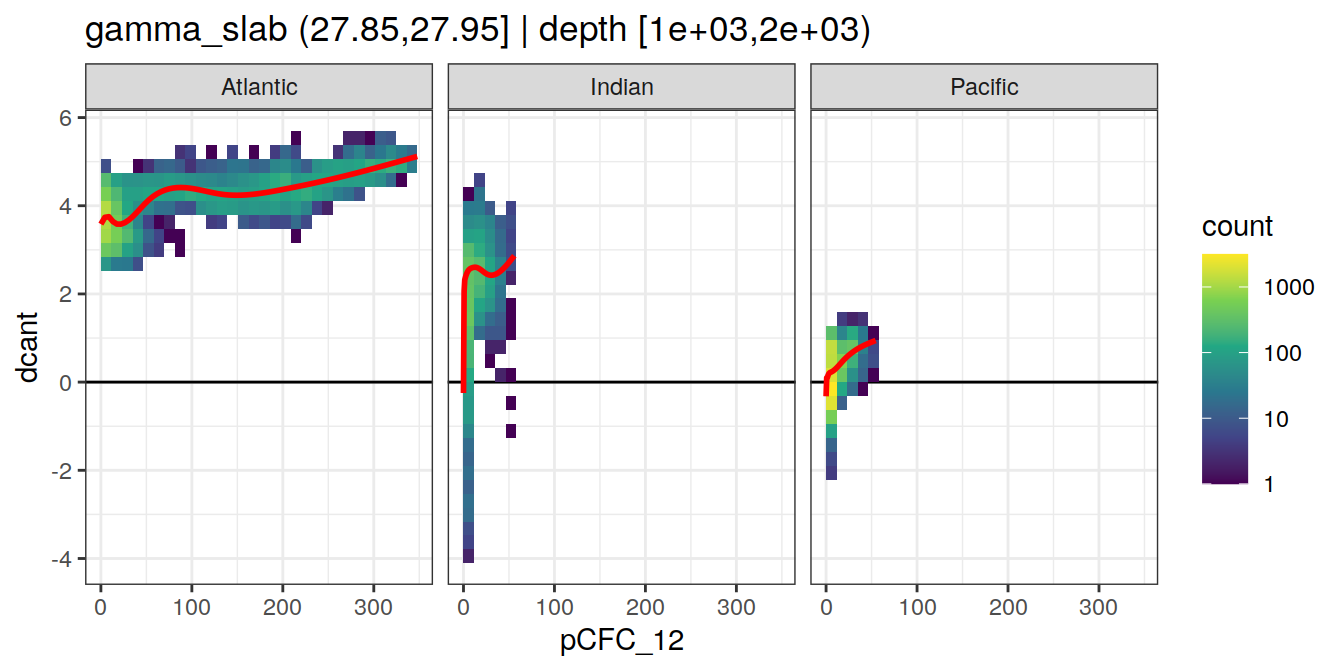 gamma_slab (27.85,27.95] | depth [1e+03,2e+03)
Atlantic
Indian
Pacific
6
4
2
0
-2
-4
dcant
0 100 200 300
0 100 200 300
0 100 200 300
pCFC_12
count
1000
100
10
1